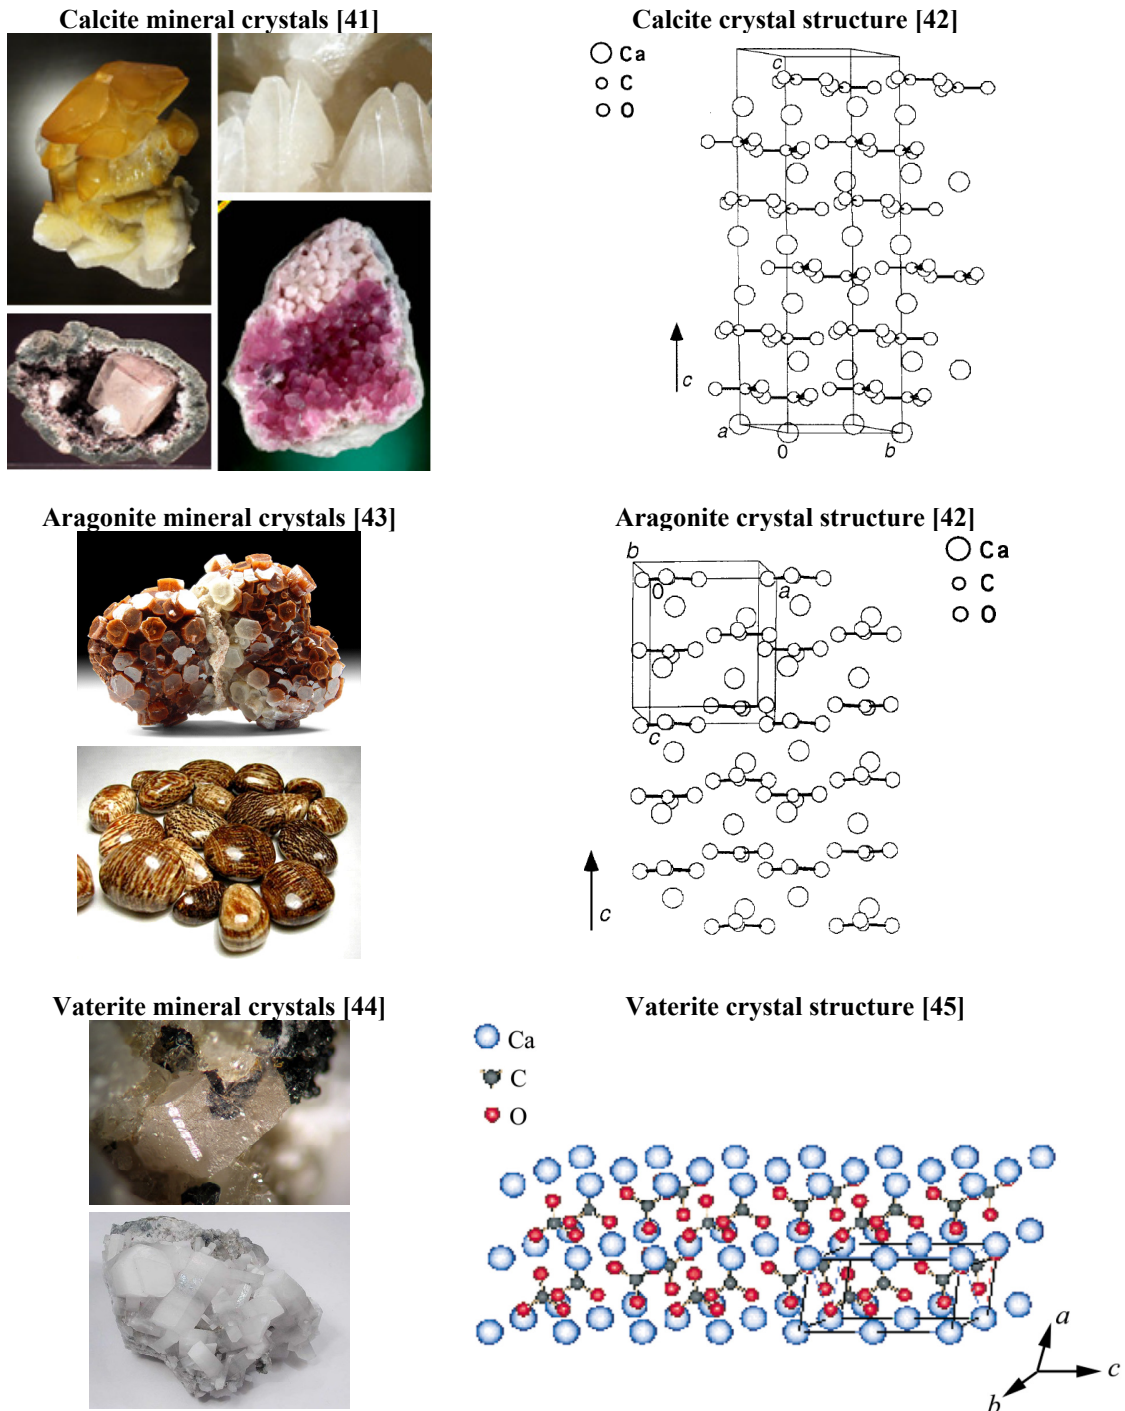 Calcite mineral crystals [41]
Calcite crystal structure [42]
Ca
C
O
c
c
a
0
b
Aragonite mineral crystals [43]
Aragonite crystal structure [42]
Ca
C
O
b
0
a
c
c
Vaterite mineral crystals [44]
Vaterite crystal structure [45]
Ca
C
O
a
c
b